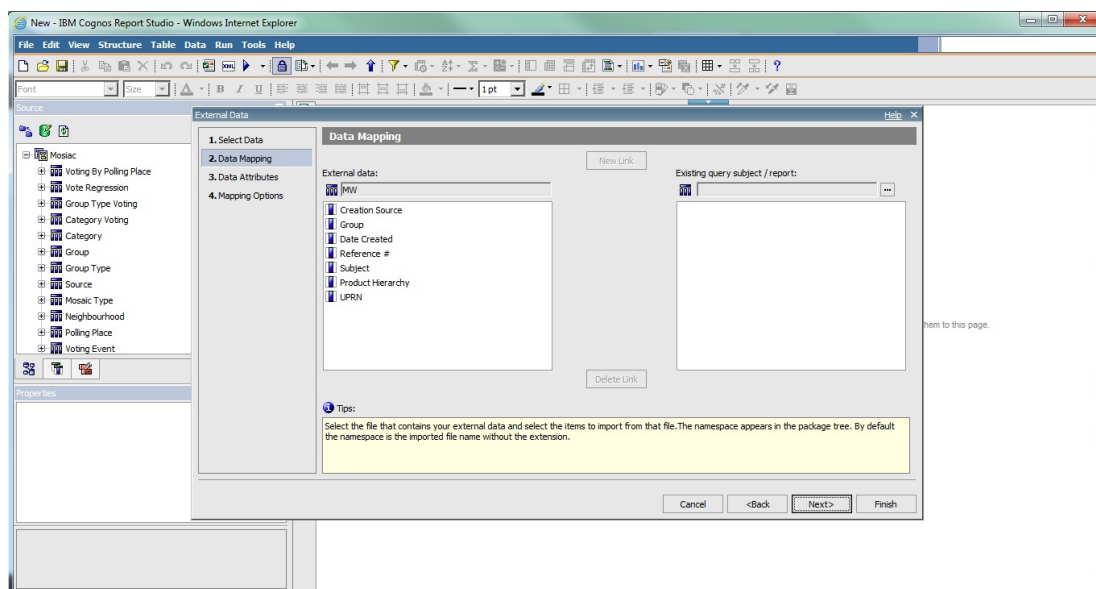 New - IBM Cognos Report Studio - Windows Internet Explorer
File Edit View Structure Table Data Run Tools Help
Font Size 1 pt
Source
External Data Help
1. Select Data
2. Data Mapping
3. Data Attributes
4. Mapping Options
Data Mapping
New Link
External data:
MW
Existing query subject / report:
...
Creation Source
Group
Date Created
Reference #
Subject
Product Hierarchy
UPRN
Delete Link
Tips:
Select the file that contains your external data and select the items to import from that file.The namespace appears in the package tree. By default
the namespace is the imported file name without the extension.
Cancel <Back Next> Finish
Mosiac
Voting By Polling Place
Vote Regression
Group Type Voting
Category Voting
Category
Group
Group Type
Source
Mosaic Type
Neighbourhood
Polling Place
Voting Event
Properties
hem to this page.